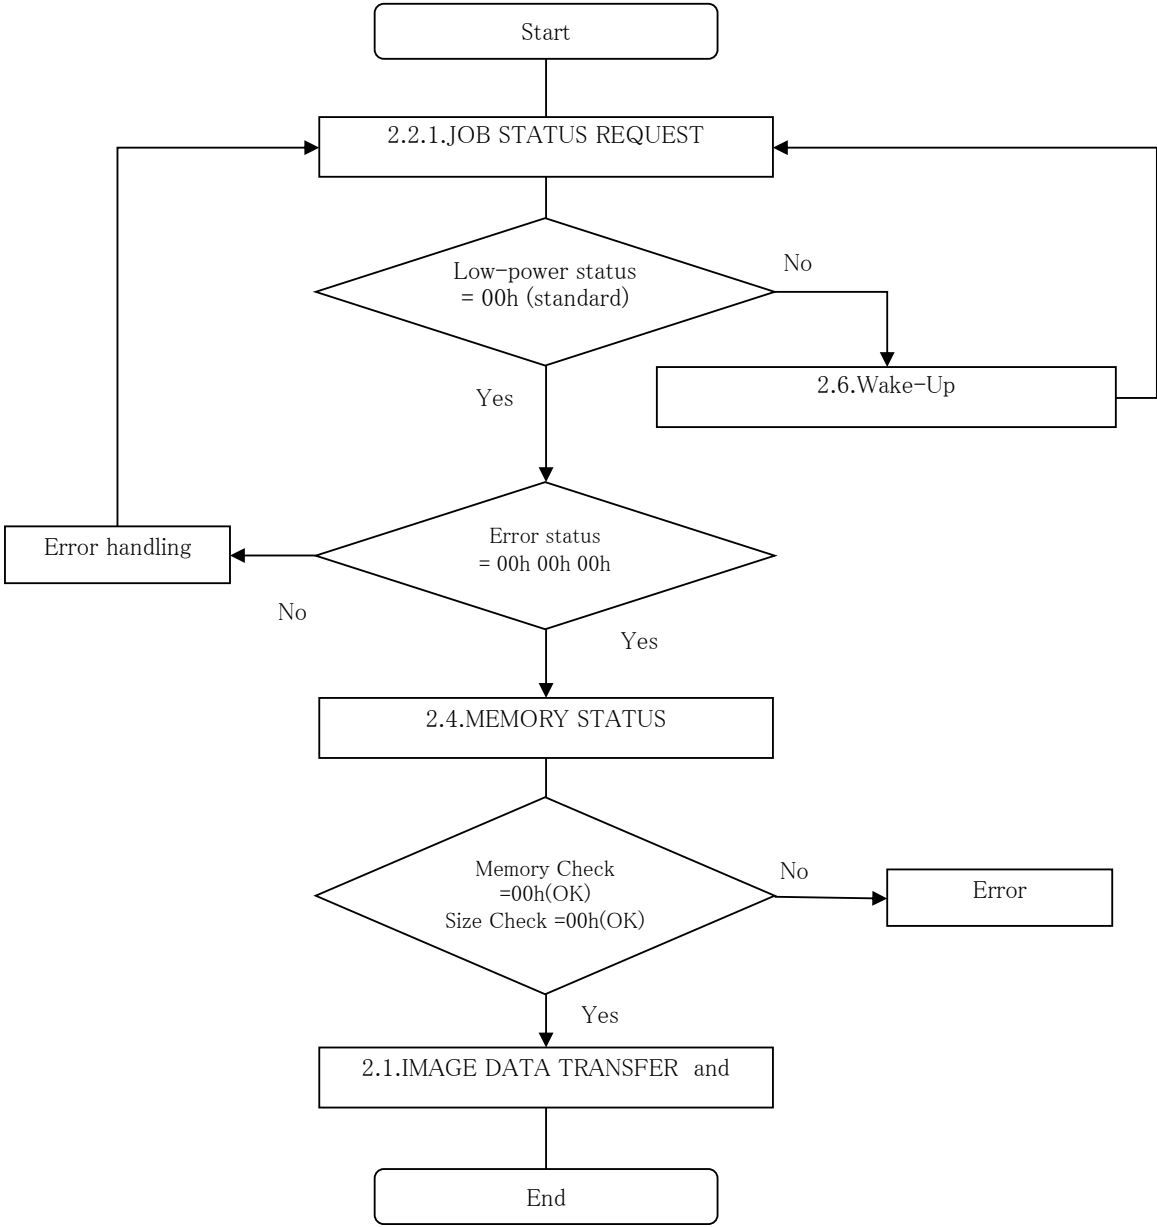 Start
2.2.1.JOB STATUS REQUEST
Low-power status
= 00h (standard)
No
2.6.Wake-Up
Yes
Error status
= 00h 00h 00h
Error handling
No
Yes
2.4.MEMORY STATUS
Memory Check
=00h(OK)
Size Check =00h(OK)
No
Error
Yes
2.1.IMAGE DATA TRANSFER and
End